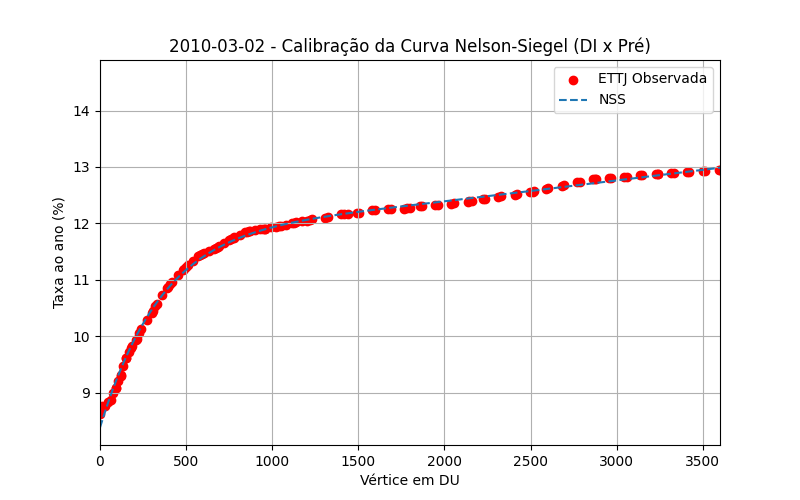 2010-03-02 - Calibração da Curva Nelson-Siegel (DI x Pré)
ETTJ Observada
NSS
14
13
12
11
10
9
Taxa ao ano (%)
0 500 1000 1500 2000 2500 3000 3500
Vértice em DU